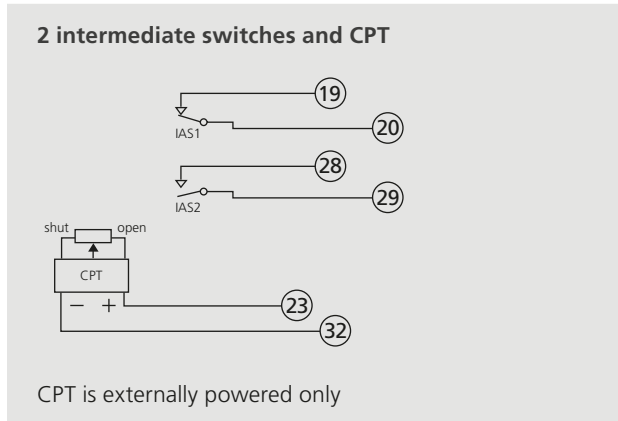 2 intermediate switches and CPT
19
IAS1
20
28
IAS2
29
shut open
CPT
− +
23
32
CPT is externally powered only